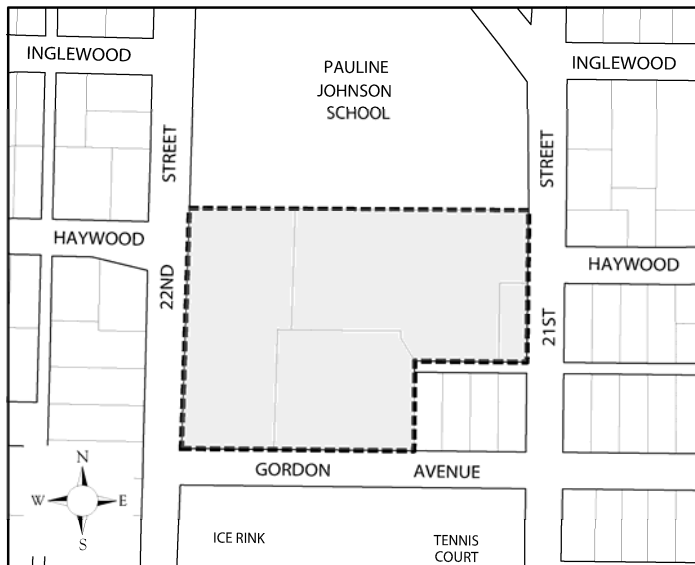 INGLEWOOD
PAULINE
JOHNSON
SCHOOL
INGLEWOOD
STREET
STREET
HAYWOOD
HAYWOOD
22ND
21ST
GORDON AVENUE
N
W E
S
ICE RINK
TENNIS
COURT